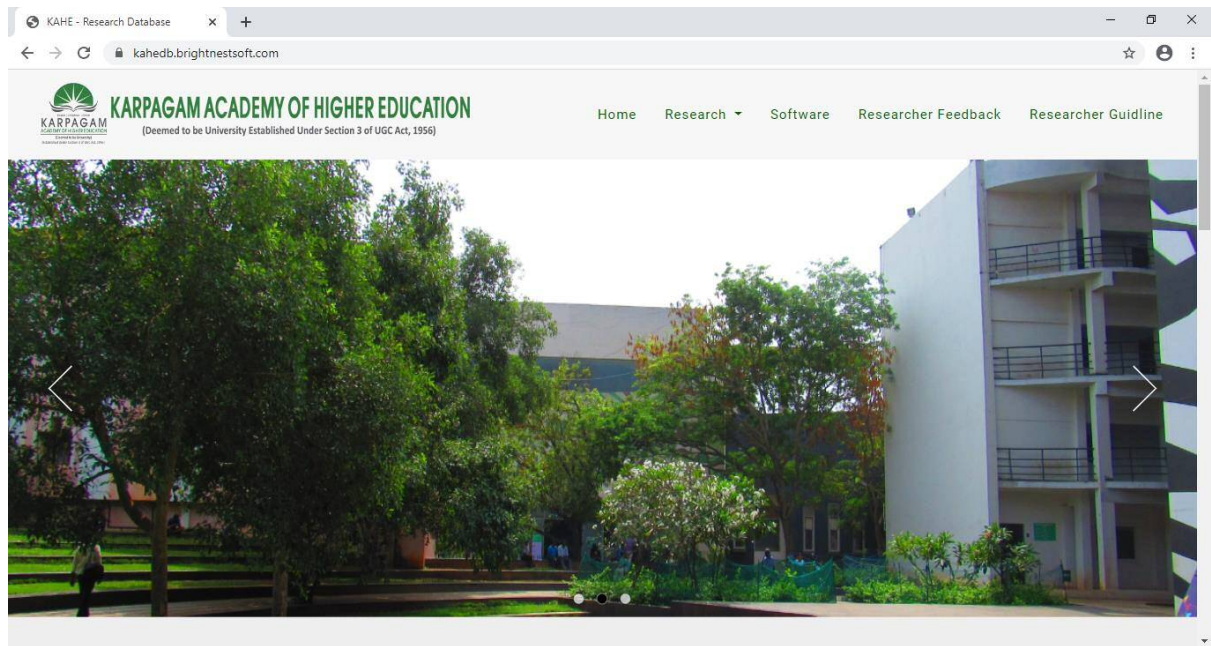 KAHE - Research Database
kahedb.brightnestsoft.com
KARPAGAM
KARPAGAM ACADEMY OF HIGHER EDUCATION
(Deemed to be University Established Under Section 3 of UGC Act, 1956)
Home Research Software Researcher Feedback Researcher Guidline